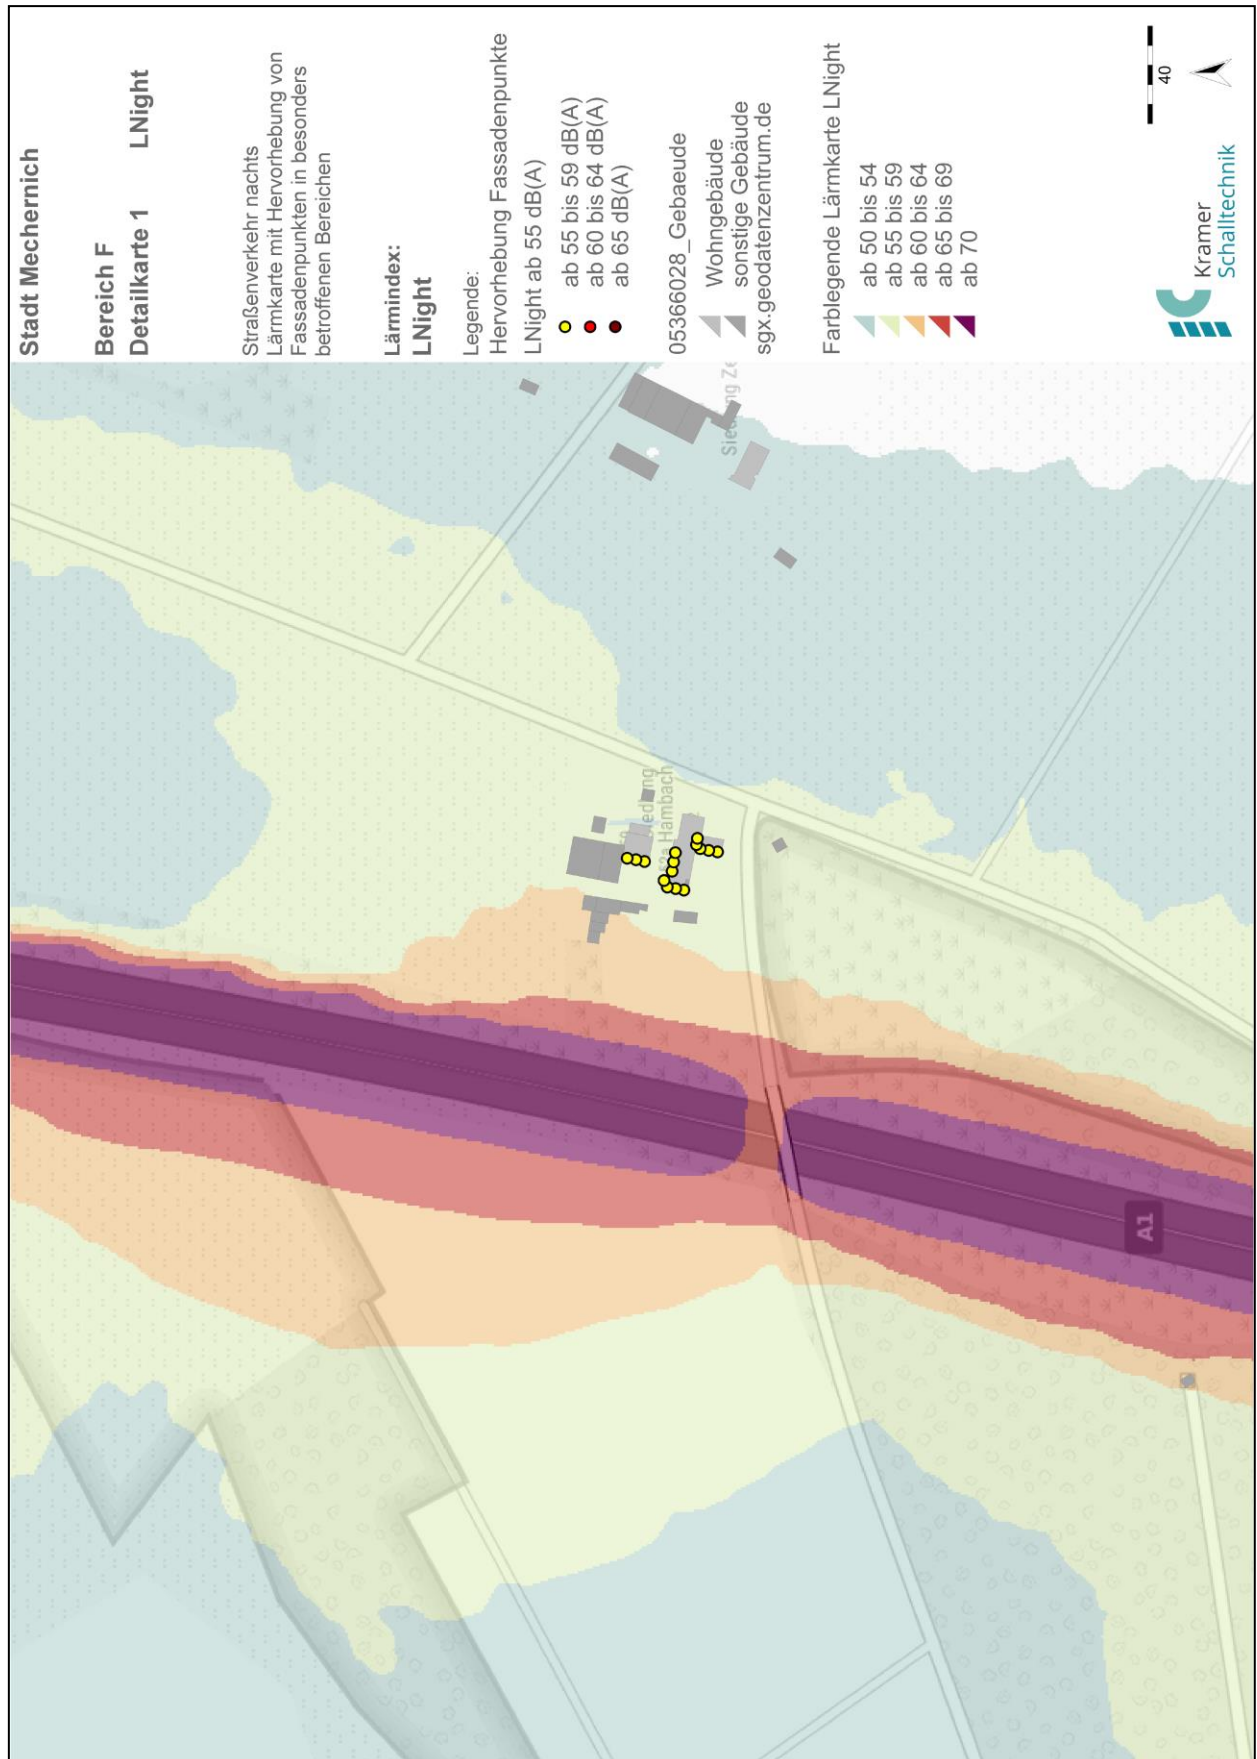 Stadt Mechernich
Bereich F
Detailkarte 1 LNight
Straßenverkehr nachts
Lärmkarte mit Hervorhebung von
Fassadenpunkten in besonders
betroffenen Bereichen
Lärmindex:
LNight
Legende:
Hervorhebung Fassadenpunkte
LNight ab 55 dB(A)
ab 55 bis 59 dB(A)
ab 60 bis 64 dB(A)
ab 65 dB(A)
05366028_Gebaeude
Wohngebäude
sonstige Gebäude
sgx.geodatenzentrum.de
Farblegende Lärmkarte LNight
ab 50 bis 54
ab 55 bis 59
ab 60 bis 64
ab 65 bis 69
ab 70
40
Kramer
Schalltechnik
Hambach
A1